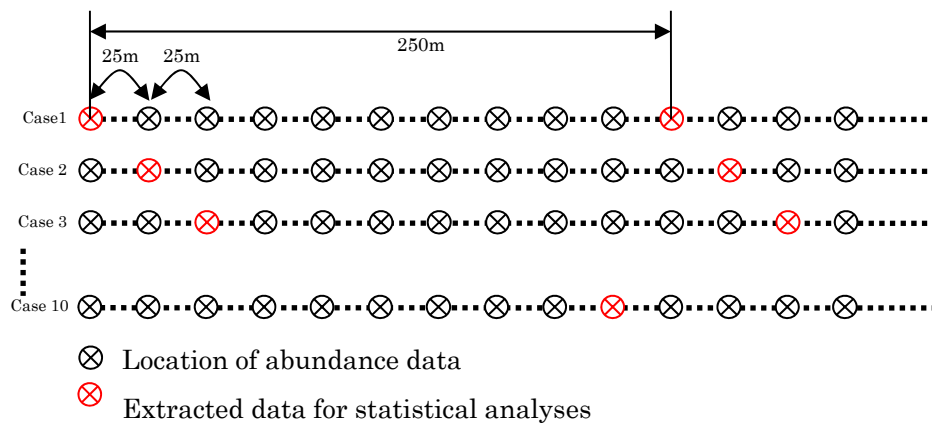 250m
25m 25m
Case1
Case 2
Case 3
Case 10
Location of abundance data
Extracted data for statistical analyses